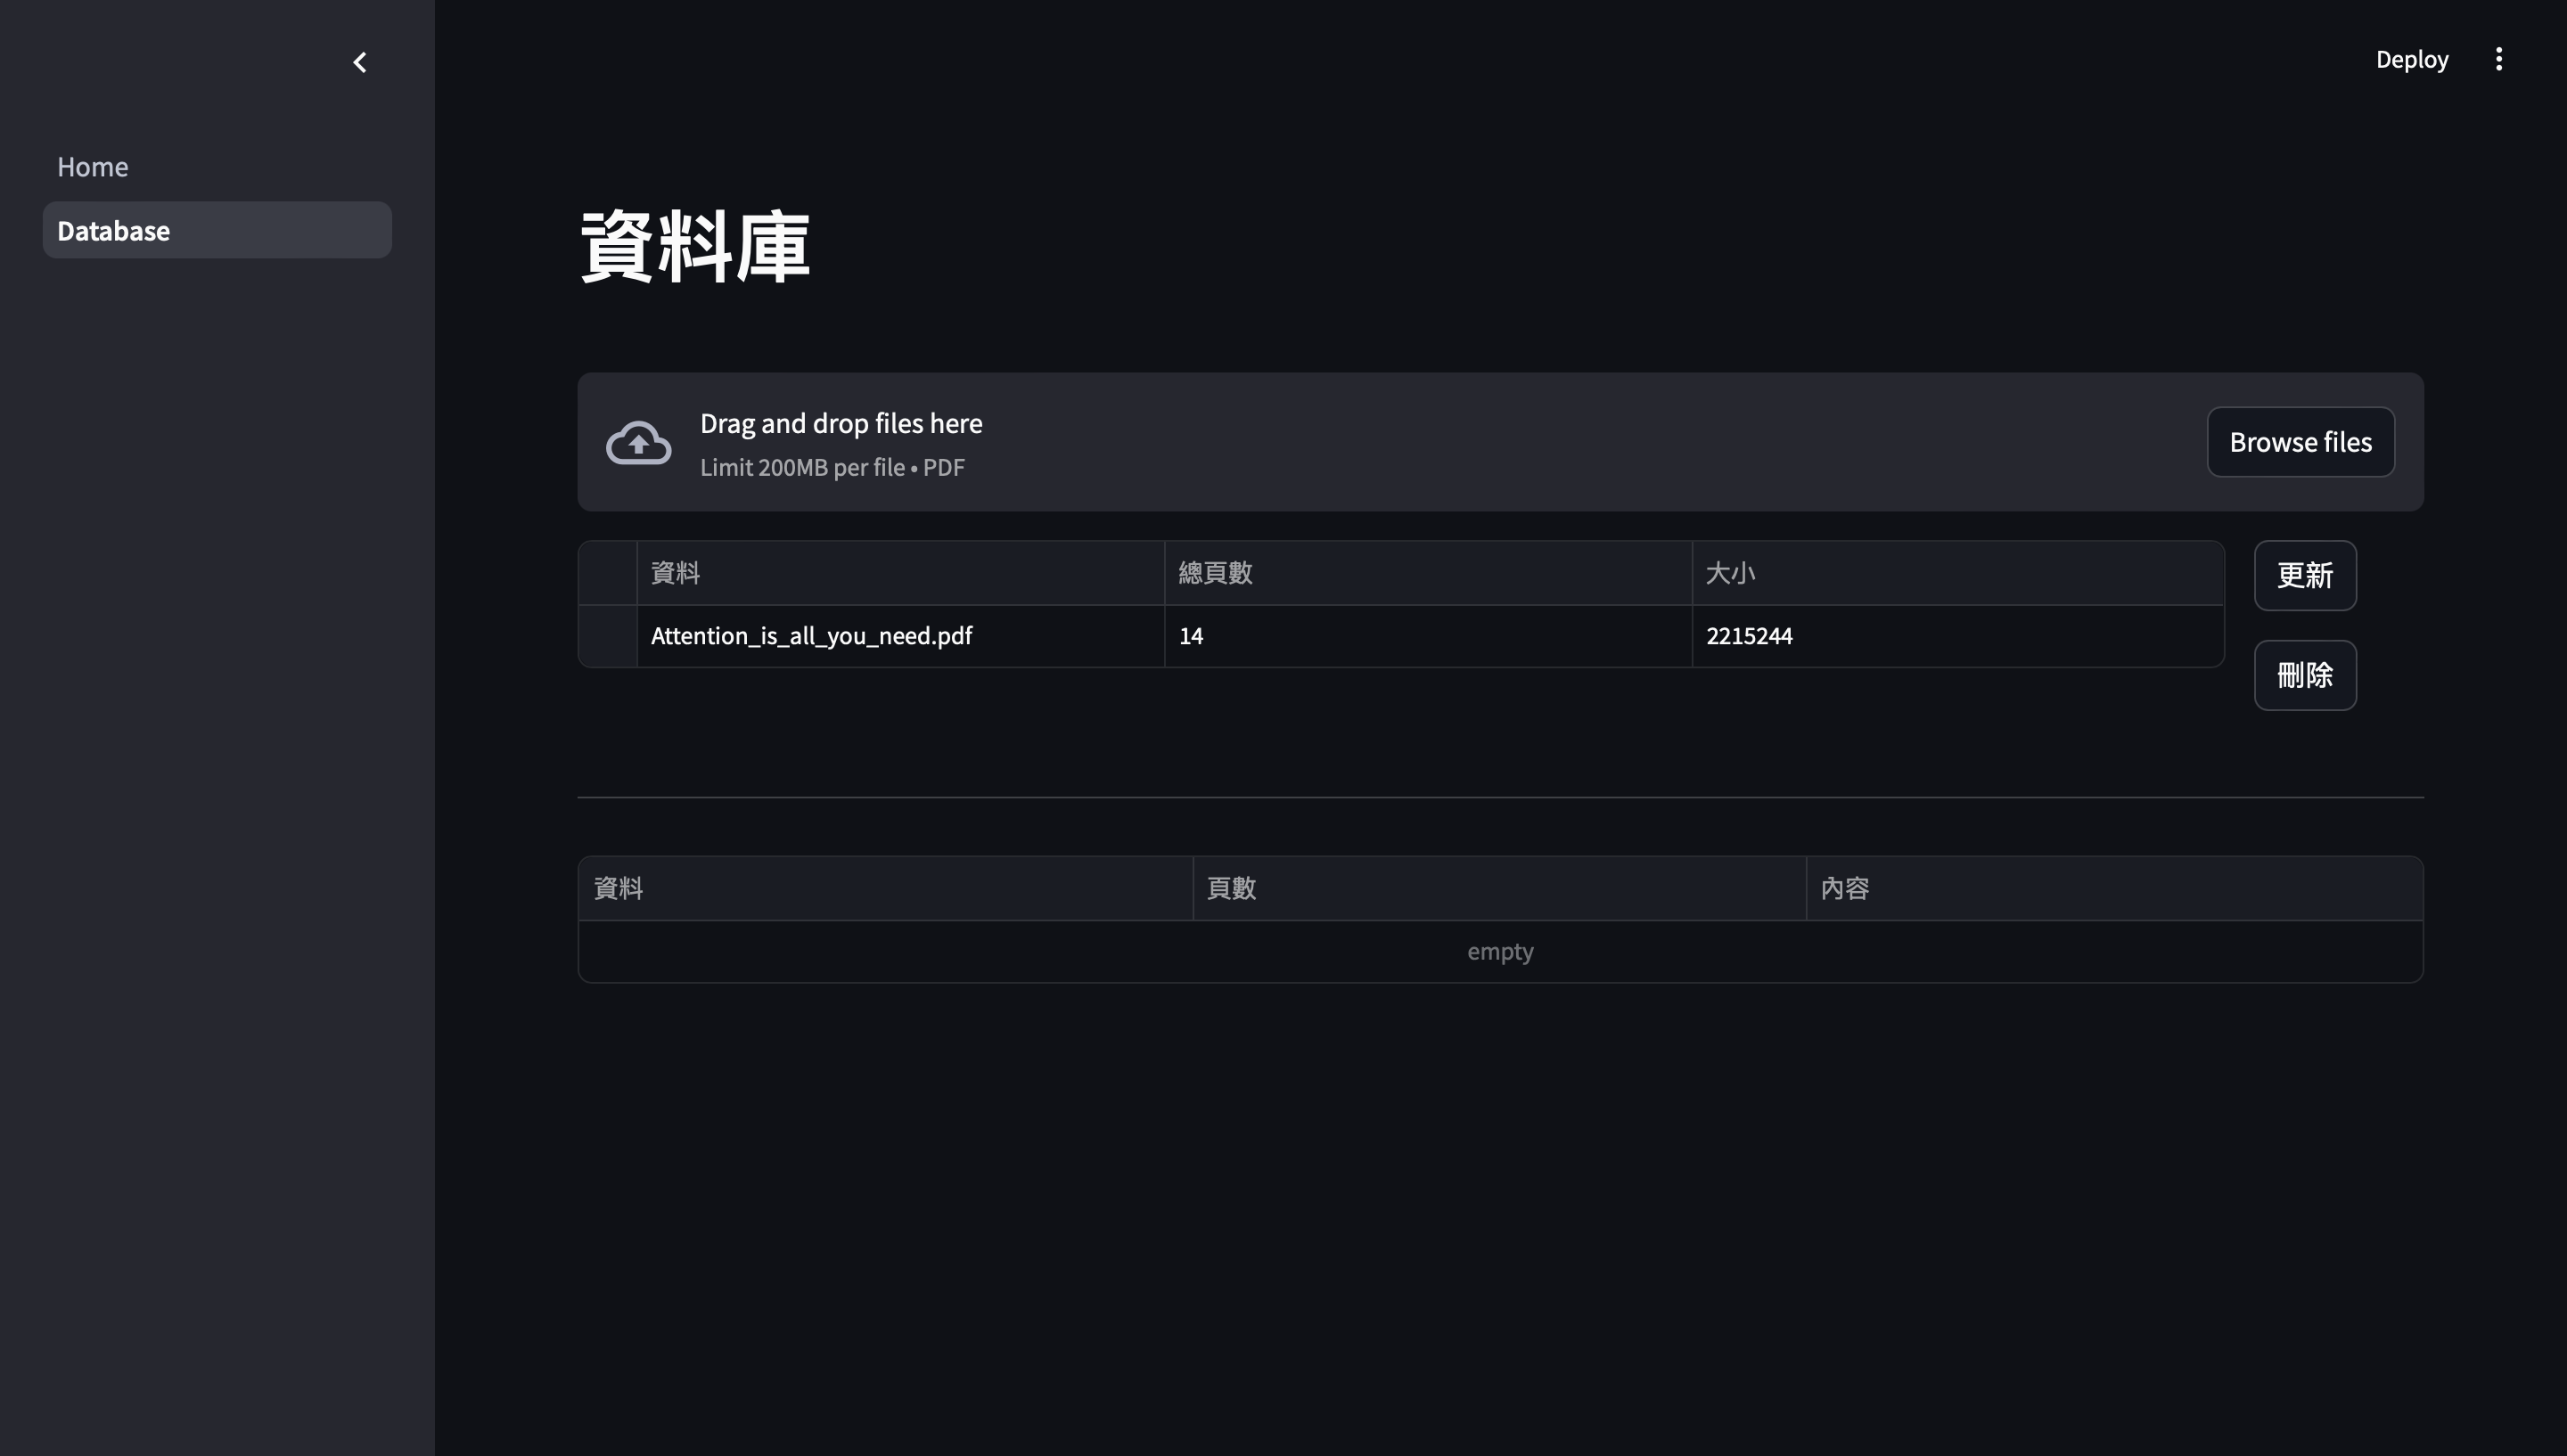 Deploy
Home
Database
資料庫
Drag and drop files here
Limit 200MB per file • PDF
Browse files
資料 總頁數 大小
Attention_is_all_you_need.pdf 14 2215244
更新
刪除
資料 頁數 內容
empty